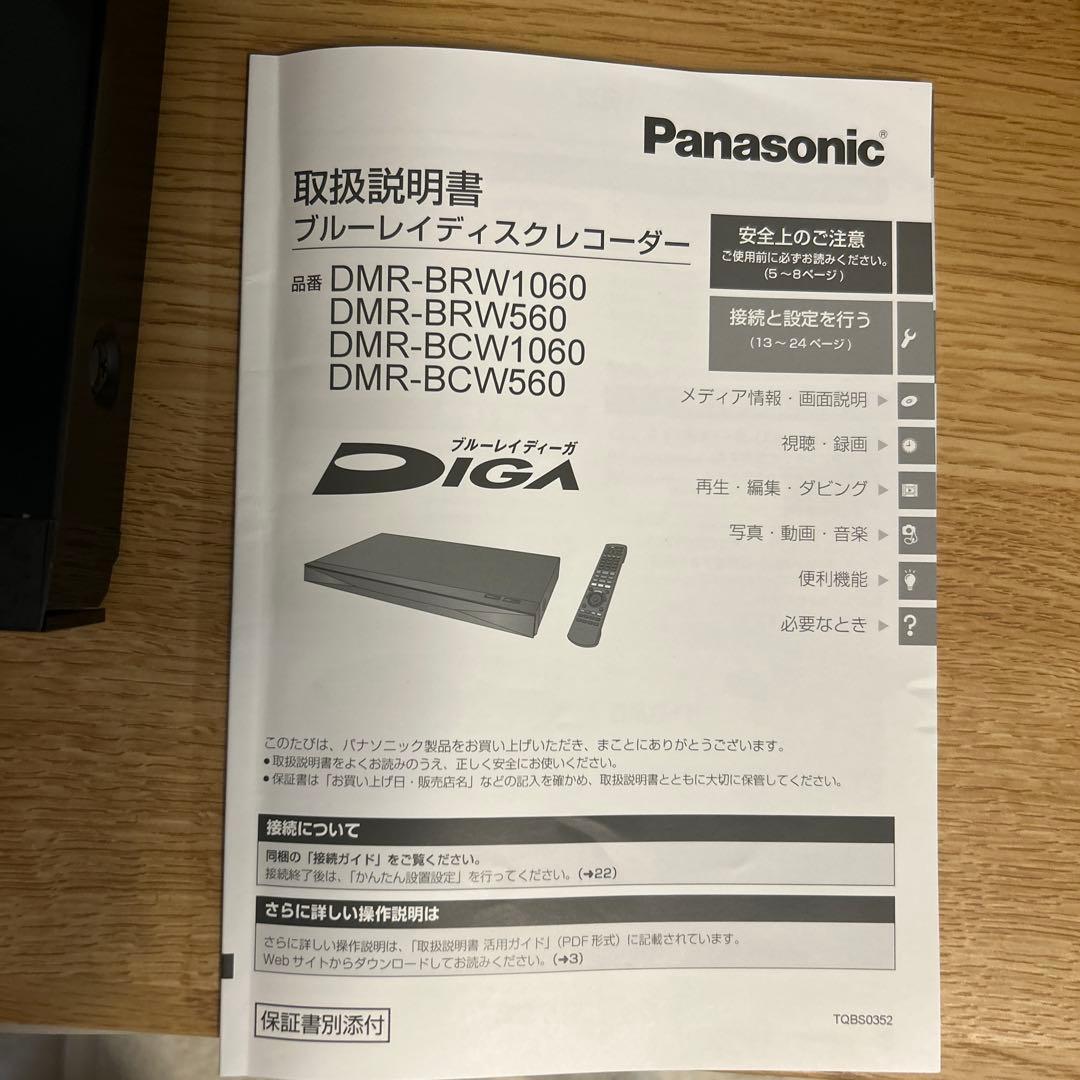 Panasonic®
取扱説明書
ブルーレイディスクレコーダー
品番 DMR-BRW1060
DMR-BRW560
DMR-BCW1060
DMR-BCW560
ブルーレイディーガ
DIGA
安全上のご注意
ご使用前に必ずお読みください。
(5~8ページ)
接続と設定を行う
(13~24ページ)
メディア情報・画面説明 ▶
視聴・録画 ▶
再生・編集・ダビング ▶
写真・動画・音楽 ▶
便利機能 ▶
必要なとき ▶ ?
このたびは、パナソニック製品をお買い上げいただき、まことにありがとうございます。
●取扱説明書をよくお読みのうえ、正しく安全にお使いください。
●保証書は「お買い上げ日・販売店名」などの記入を確かめ、取扱説明書とともに大切に保管してください。
接続について
同梱の「接続ガイド」をご覧ください。
接続終了後は、「かんたん設置設定」を行ってください。(➜22)
さらに詳しい操作説明は
さらに詳しい操作説明は、「取扱説明書 活用ガイド」(PDF形式)に記載されています。
Webサイトからダウンロードしてお読みください。(➜3)
保証書別添付
TQBS0352